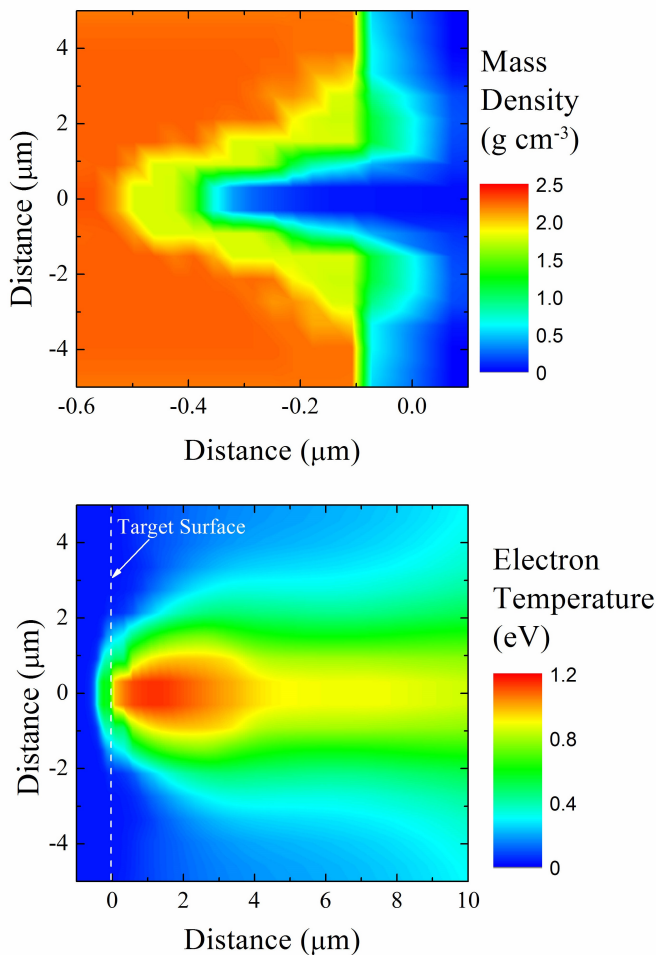 4
2
0
-2
-4
Distance (μm)
-0.6
-0.4
-0.2
0.0
Distance (μm)
Mass
Density
(g cm-3)
2.5
2.0
1.5
1.0
0.5
0
Target Surface
4
2
0
-2
-4
Distance (μm)
0
2
4
6
8
10
Distance (μm)
Electron
Temperature
(eV)
1.2
0.8
0.4
0